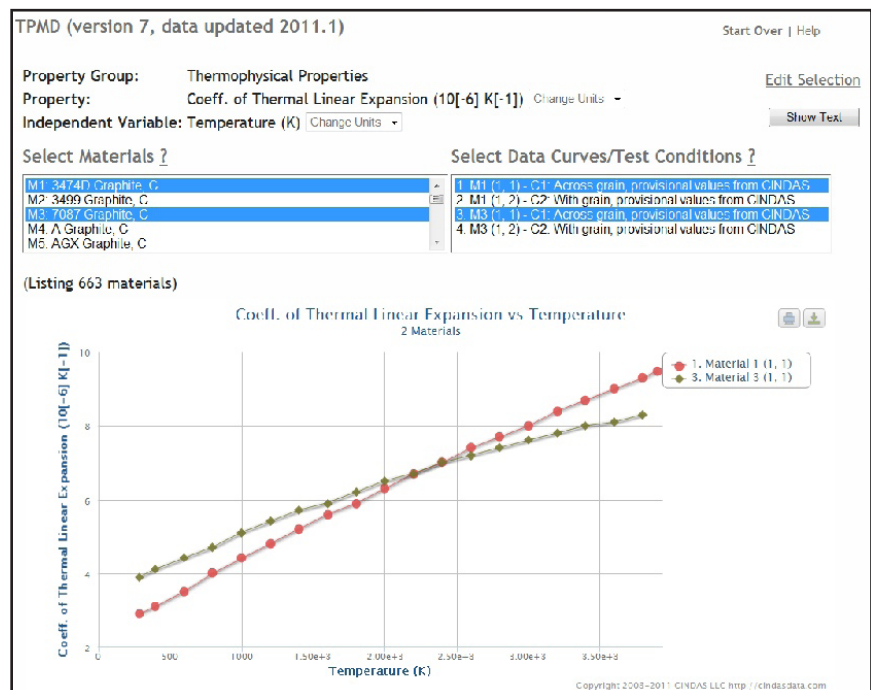 TPMD (version 7, data updated 2011.1)
Start Over | Help
Property Group: Thermophysical Properties
Edit Selection
Property: Coeff. of Thermal Linear Expansion (10[-6] K[-1]) Change Units
Independent Variable: Temperature (K) Change Units
Show Text
Select Materials ?
M1: 3474D Graphite, C
M2: 3499 Graphite, C
M3: 7087 Graphite, C
M4: A Graphite, C
M5: AGX Graphite, C
Select Data Curves/Test Conditions ?
1. M1 (1, 1) - C1: Across grain, provisional values from CINDAS
2. M1 (1, 2) - C2: With grain, provisional values from CINDAS
3. M3 (1, 1) - C1: Across grain, provisional values from CINDAS
4. M3 (1, 2) - C2: With grain, provisional values from CINDAS
(Listing 663 materials)
Coeff. of Thermal Linear Expansion vs Temperature
2 Materials
Coeff. of Thermal Linear Expansion (10[-6] K[-1])
10
8
6
4
2
1. Material 1 (1, 1)
3. Material 3 (1, 1)
0 500 1000 1.50e+3 2.00e+3 2.50e+3 3.00e+3 3.50e+3
Temperature (K)
Copyright 2008-2011 CINDAS LLC http://cindasdata.com